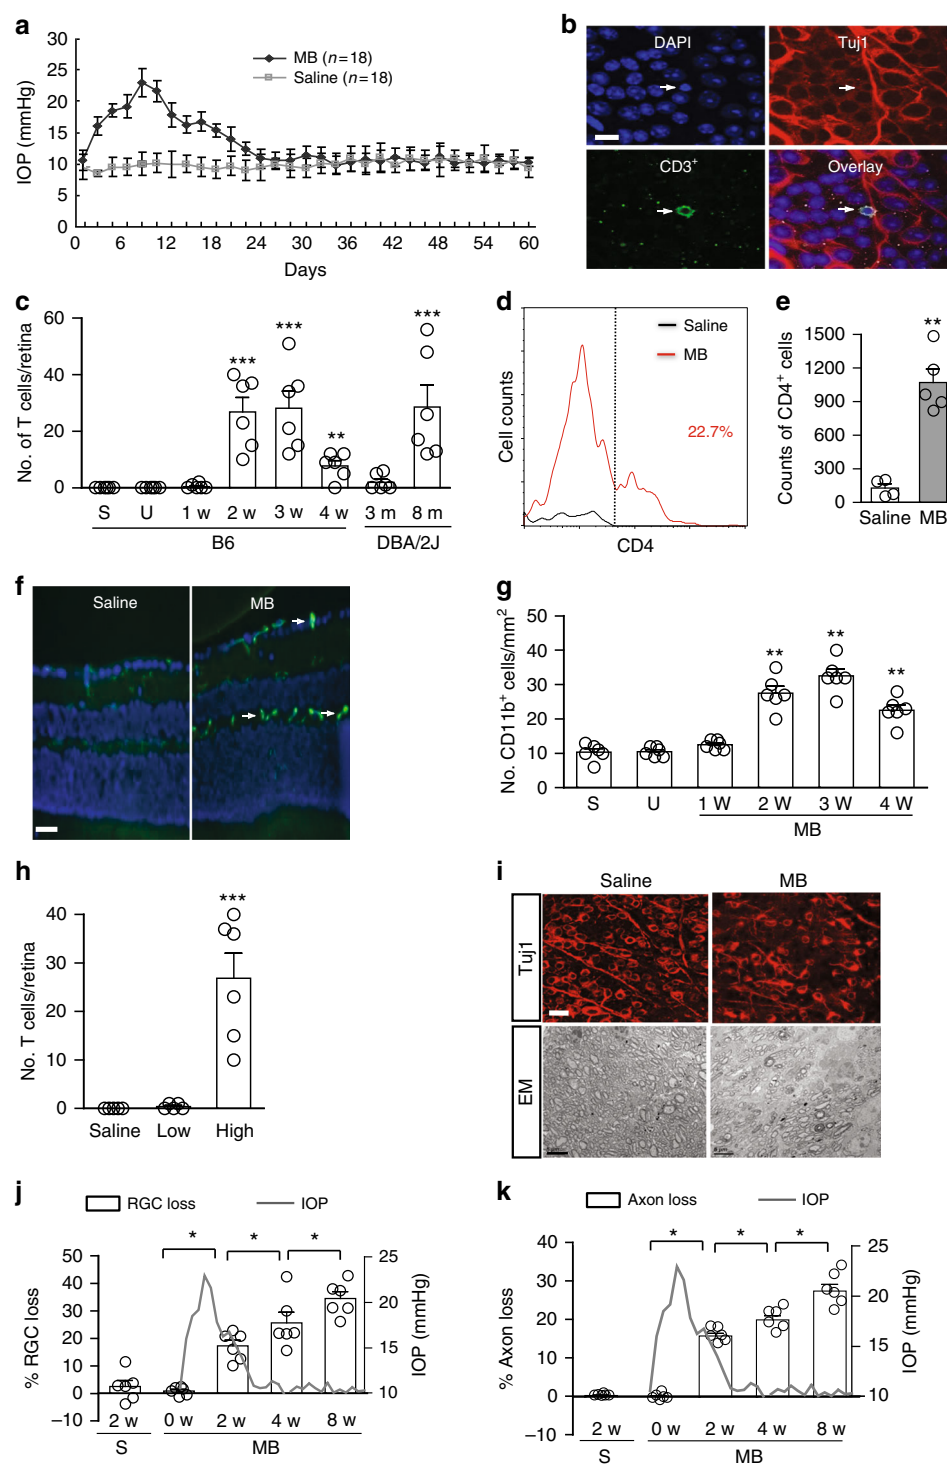 a
30
25
20
15
10
5
0
IOP (mmHg)
MB (n=18)
Saline (n=18)
0 6 12 18 24 30 36 42 48 54 60
Days
b
DAPI
Tuj1
CD3+
Overlay
c
No. of T cells/retina
60
40
20
0
*** *** ** ***
S U 1 w 2 w 3 w 4 w 3 m 8 m
B6 DBA/2J
d
Cell counts
Saline
MB
22.7%
CD4
e
Counts of CD4+ cells
1500
1200
900
600
300
0
**
Saline MB
f
Saline
MB
g
No. CD11b+ cells/mm2
50
40
30
20
10
0
** ** **
S U 1 W 2 W 3 W 4 W
MB
h
No. T cells/retina
40
30
20
10
0
***
Saline Low High
i
Saline MB
Tuj1
EM
j
RGC loss
IOP
% RGC loss
50
40
30
20
10
0
−10
* * *
25
20
15
10
IOP (mmHg)
2 w 0 w 2 w 4 w 8 w
S MB
k
Axon loss
IOP
% Axon loss
40
30
20
10
0
−10
* * *
25
20
15
10
IOP (mmHg)
2 w 0 w 2 w 4 w 8 w
S MB